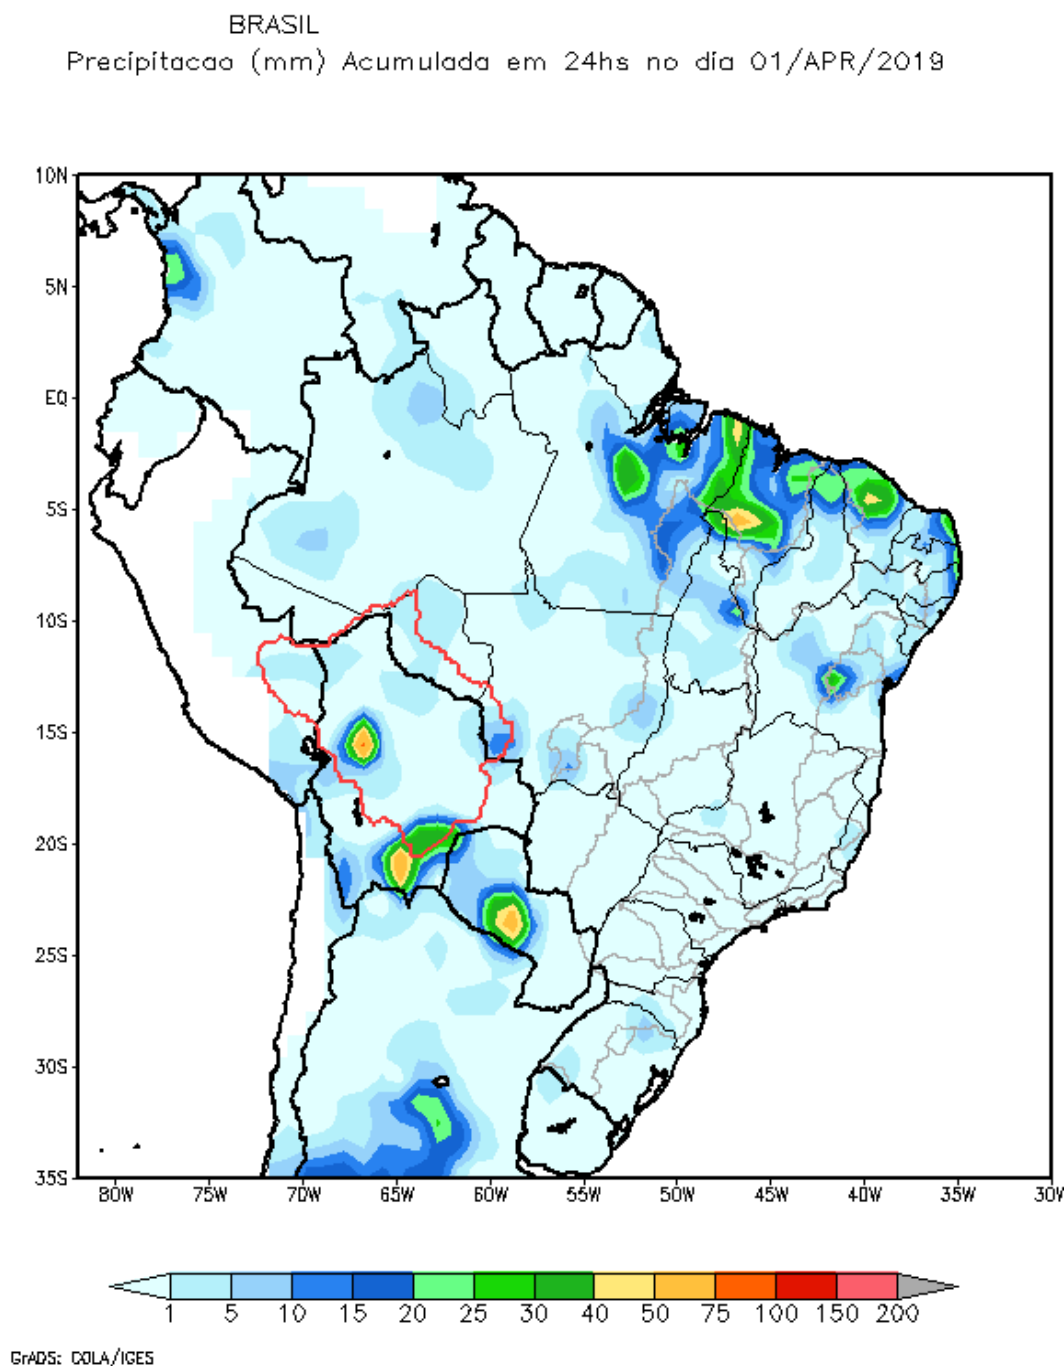 BRASIL
Precipitacao (mm) Acumulada em 24hs no dia 01/APR/2019
10N
5N
EQ
5S
10S
15S
20S
25S
30S
35S
80W 75W 70W 65W 60W 55W 50W 45W 40W 35W 30W
1 5 10 15 20 25 30 40 50 75 100 150 200
GrADS: COLA/IGES